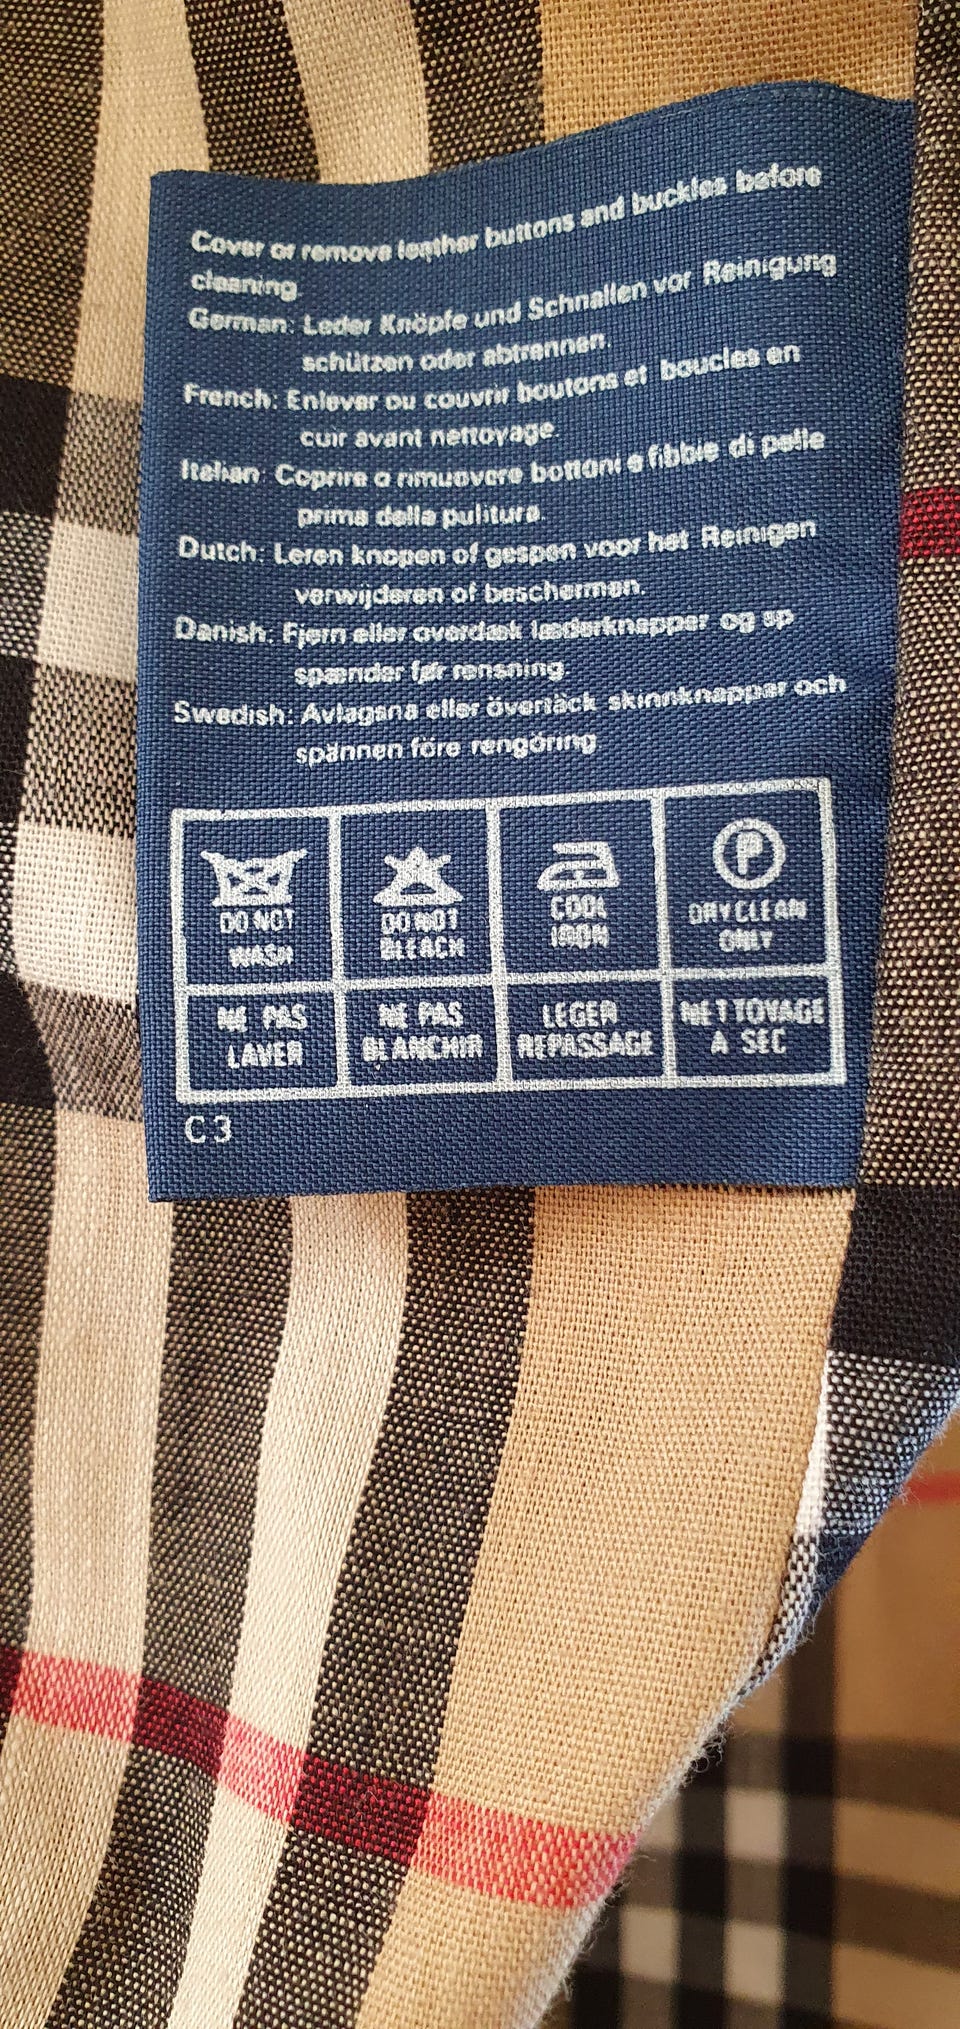 Cover or remove leather buttons and buckles before
cleaning.
German: Leder Knöpfe und Schnallen vor Reinigung
schützen oder abtrennen.
French: Enlever ou couvrir boutons et boucles en
cuir avant nettoyage.
Italian: Coprire o rimuovere bottoni e fibbie di pelle
prima della pulitura.
Dutch: Leren knopen of gespen voor het Reinigen
verwijderen of beschermen.
Danish: Fjern eller overdæk læderknapper og sp
spænder før rensning
Swedish: Avlagsna eller övertäck skinnknappar och
spännen före rengöring
DO NOT WASH
DO NOT BLEACH
COOL IRON
P
DRYCLEAN ONLY
NE PAS LAVER
NE PAS BLANCHIR
LEGER REPASSAGE
NETTOYAGE A SEC
C3